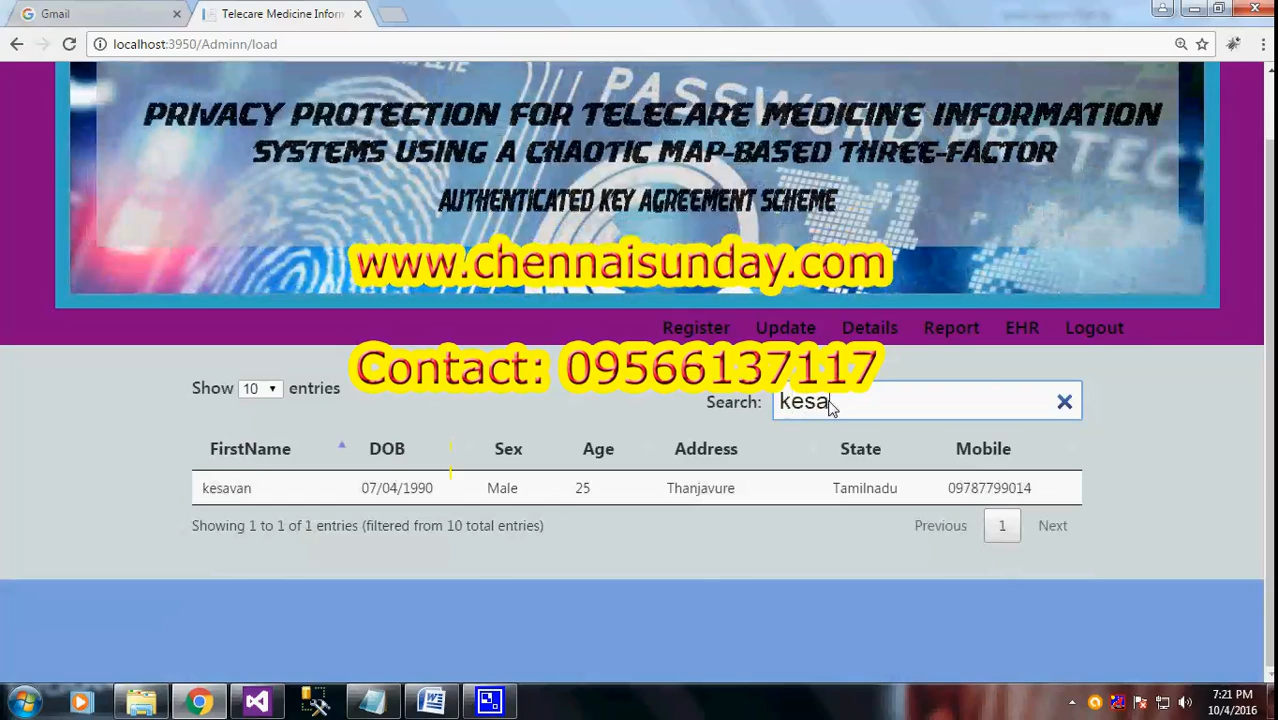 Gmail
Telecare Medicine Inform
localhost:3950/Adminn/load
PRIVACY PROTECTION FOR TELECARE MEDICINE INFORMATION
SYSTEMS USING A CHAOTIC MAP-BASED THREE-FACTOR
AUTHENTICATED KEY AGREEMENT SCHEME
www.chennaisunday.com
Register Update Details Report EHR Logout
Contact: 09566137117
Show 10 entries
Search: kesa
FirstName DOB Sex Age Address State Mobile
kesavan 07/04/1990 Male 25 Thanjavure Tamilnadu 09787799014
Showing 1 to 1 of 1 entries (filtered from 10 total entries)
Previous 1 Next
7:21 PM
10/4/2016